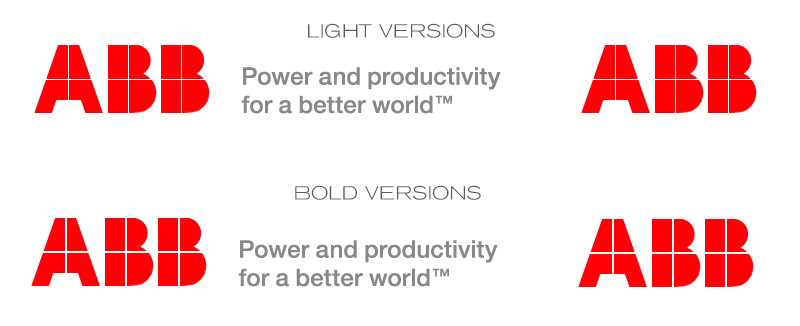 LIGHT VERSIONS
ABB
Power and productivity
for a better world™
ABB
BOLD VERSIONS
ABB
Power and productivity
for a better world™
ABB